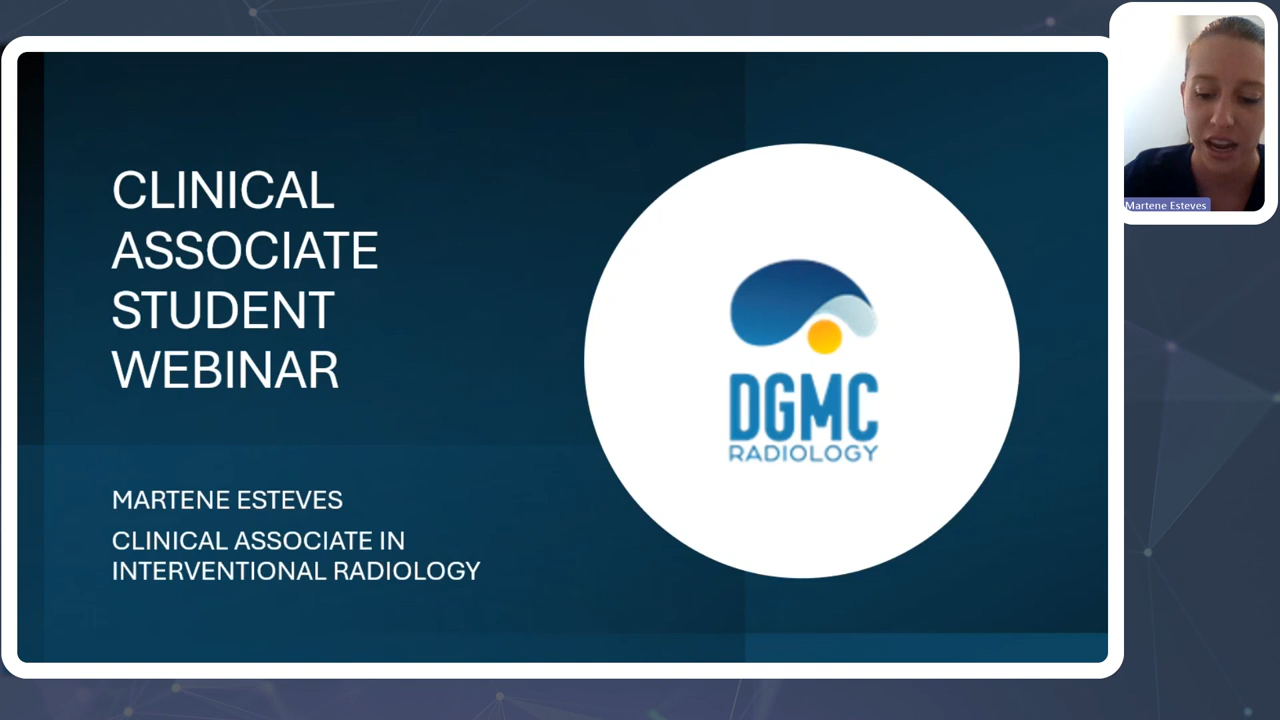 CLINICAL
ASSOCIATE
STUDENT
WEBINAR
MARTENE ESTEVES
CLINICAL ASSOCIATE IN
INTERVENTIONAL RADIOLOGY
DGMC
RADIOLOGY
Martene Esteves